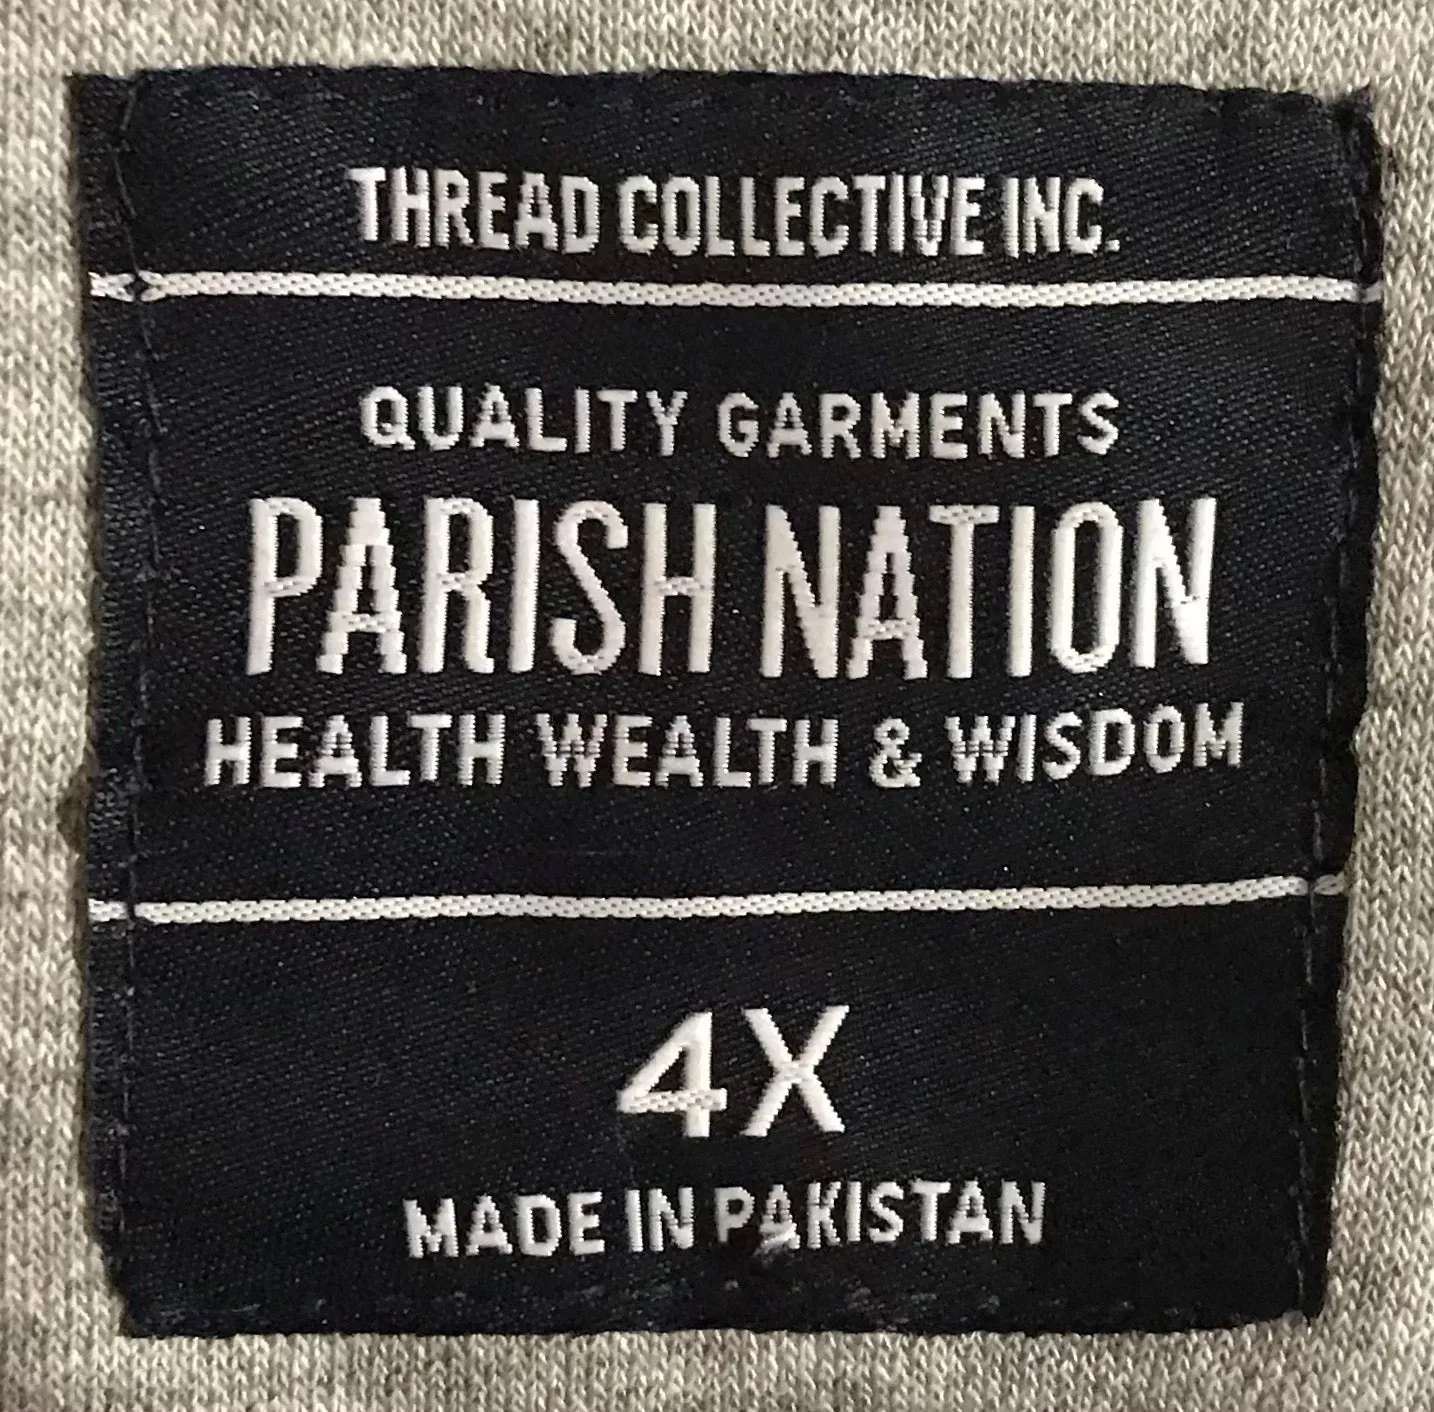 THREAD COLLECTIVE INC.
QUALITY GARMENTS
PARISH NATION
HEALTH WEALTH & WISDOM
4X
MADE IN PAKISTAN